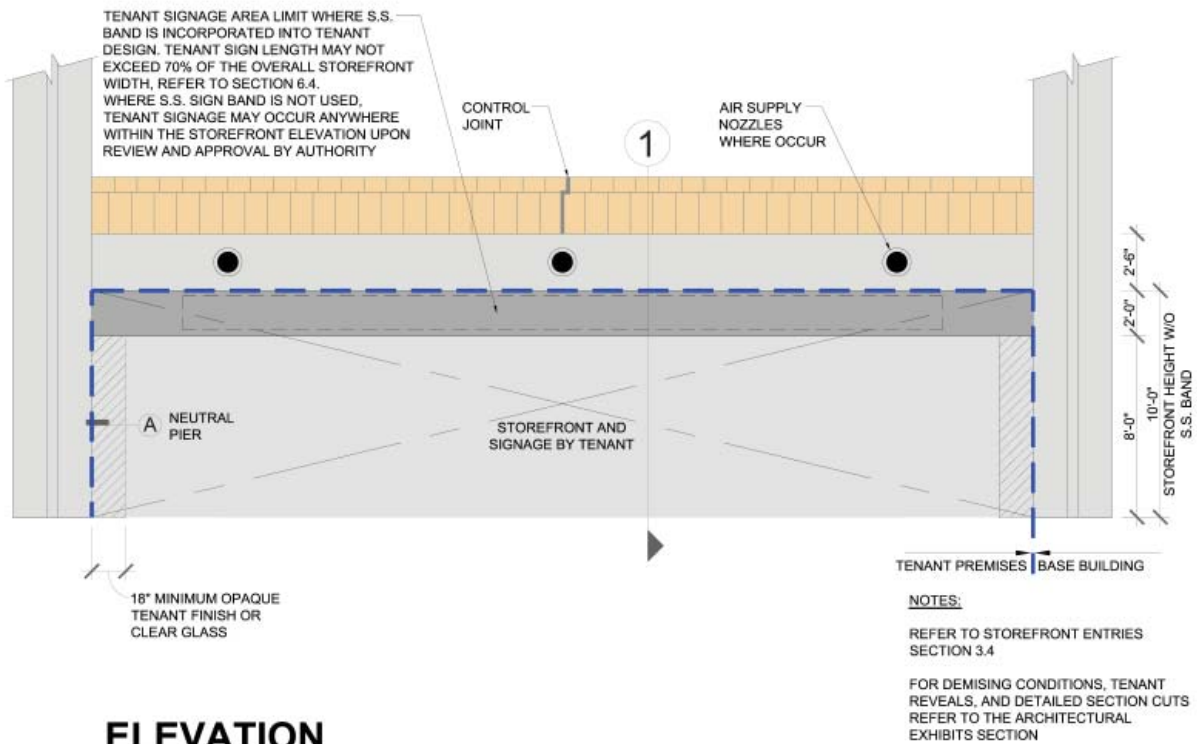 TENANT SIGNAGE AREA LIMIT WHERE S.S.
BAND IS INCORPORATED INTO TENANT
DESIGN. TENANT SIGN LENGTH MAY NOT
EXCEED 70% OF THE OVERALL STOREFRONT
WIDTH, REFER TO SECTION 6.4.
WHERE S.S. SIGN BAND IS NOT USED,
TENANT SIGNAGE MAY OCCUR ANYWHERE
WITHIN THE STOREFRONT ELEVATION UPON
REVIEW AND APPROVAL BY AUTHORITY
CONTROL
JOINT
1
AIR SUPPLY
NOZZLES
WHERE OCCUR
2'-6"
2'-0"
8'-0"
10'-0"
STOREFRONT HEIGHT W/O
S.S. BAND
A
NEUTRAL
PIER
STOREFRONT AND
SIGNAGE BY TENANT
18" MINIMUM OPAQUE
TENANT FINISH OR
CLEAR GLASS
TENANT PREMISES
BASE BUILDING
NOTES:
REFER TO STOREFRONT ENTRIES
SECTION 3.4
FOR DEMISING CONDITIONS, TENANT
REVEALS, AND DETAILED SECTION CUTS
REFER TO THE ARCHITECTURAL
EXHIBITS SECTION
ELEVATION